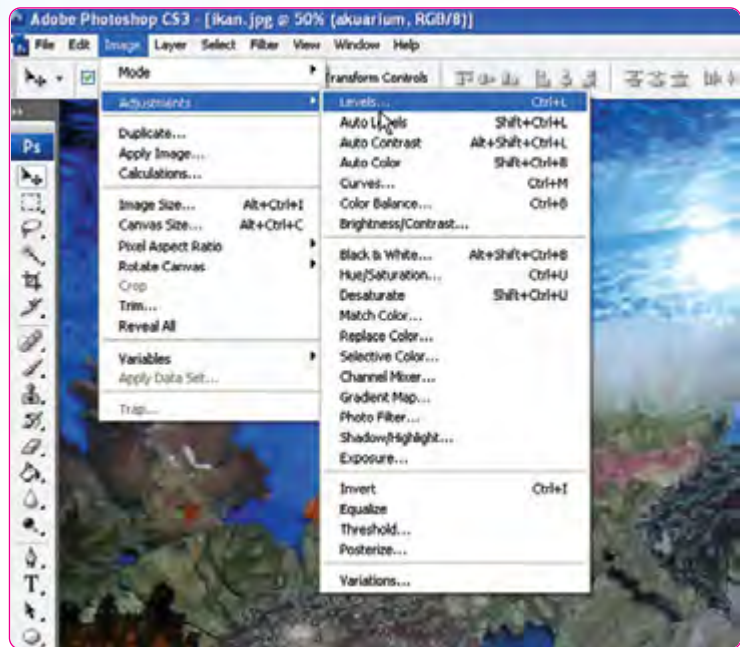 Adobe Photoshop CS3 - [ikan.jpg @ 50% (akuarium, RGB/8)]
File Edit Image Layer Select Filter View Window Help
Transform Controls
Ps
Mode
Adjustments
Duplicate...
Apply Image...
Calculations...
Image Size... Alt+Ctrl+I
Canvas Size... Alt+Ctrl+C
Pixel Aspect Ratio
Rotate Canvas
Crop
Trim...
Reveal All
Variables
Apply Data Set...
Trap...
Levels... Ctrl+L
Auto Levels Shift+Ctrl+L
Auto Contrast Alt+Shift+Ctrl+L
Auto Color Shift+Ctrl+B
Curves... Ctrl+M
Color Balance... Ctrl+B
Brightness/Contrast...
Black & White... Alt+Shift+Ctrl+B
Hue/Saturation... Ctrl+U
Desaturate Shift+Ctrl+U
Match Color...
Replace Color...
Selective Color...
Channel Mixer...
Gradient Map...
Photo Filter...
Shadow/Highlight...
Exposure...
Invert Ctrl+I
Equalize
Threshold...
Posterize...
Variations...